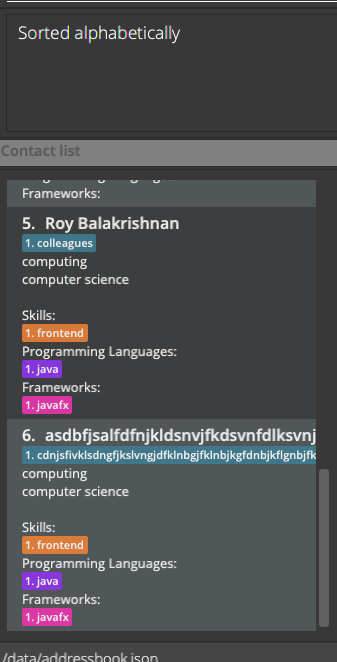 Sorted alphabetically
Contact list
Frameworks:
5. Roy Balakrishnan
1. colleagues
computing
computer science
Skills:
1. frontend
Programming Languages:
1. java
Frameworks:
1. javafx
6. asdbfjsalfdfnjkldsnvjfkdsvnfdlksvnj
1. cdnjsfivklsdngfjkslvngjdfklnbgjfklnbjkgfdnbjkflgnbjfk
computing
computer science
Skills:
1. frontend
Programming Languages:
1. java
Frameworks:
1. javafx
/data/addressbook.json